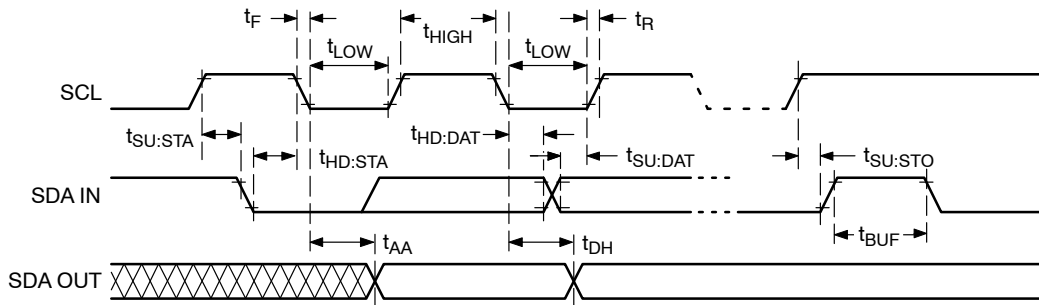 tF
tHIGH
tR
tLOW
tLOW
SCL
tSU:STA
tHD:STA
tHD:DAT
tSU:DAT
tSU:STO
SDA IN
tBUF
tAA
tDH
SDA OUT